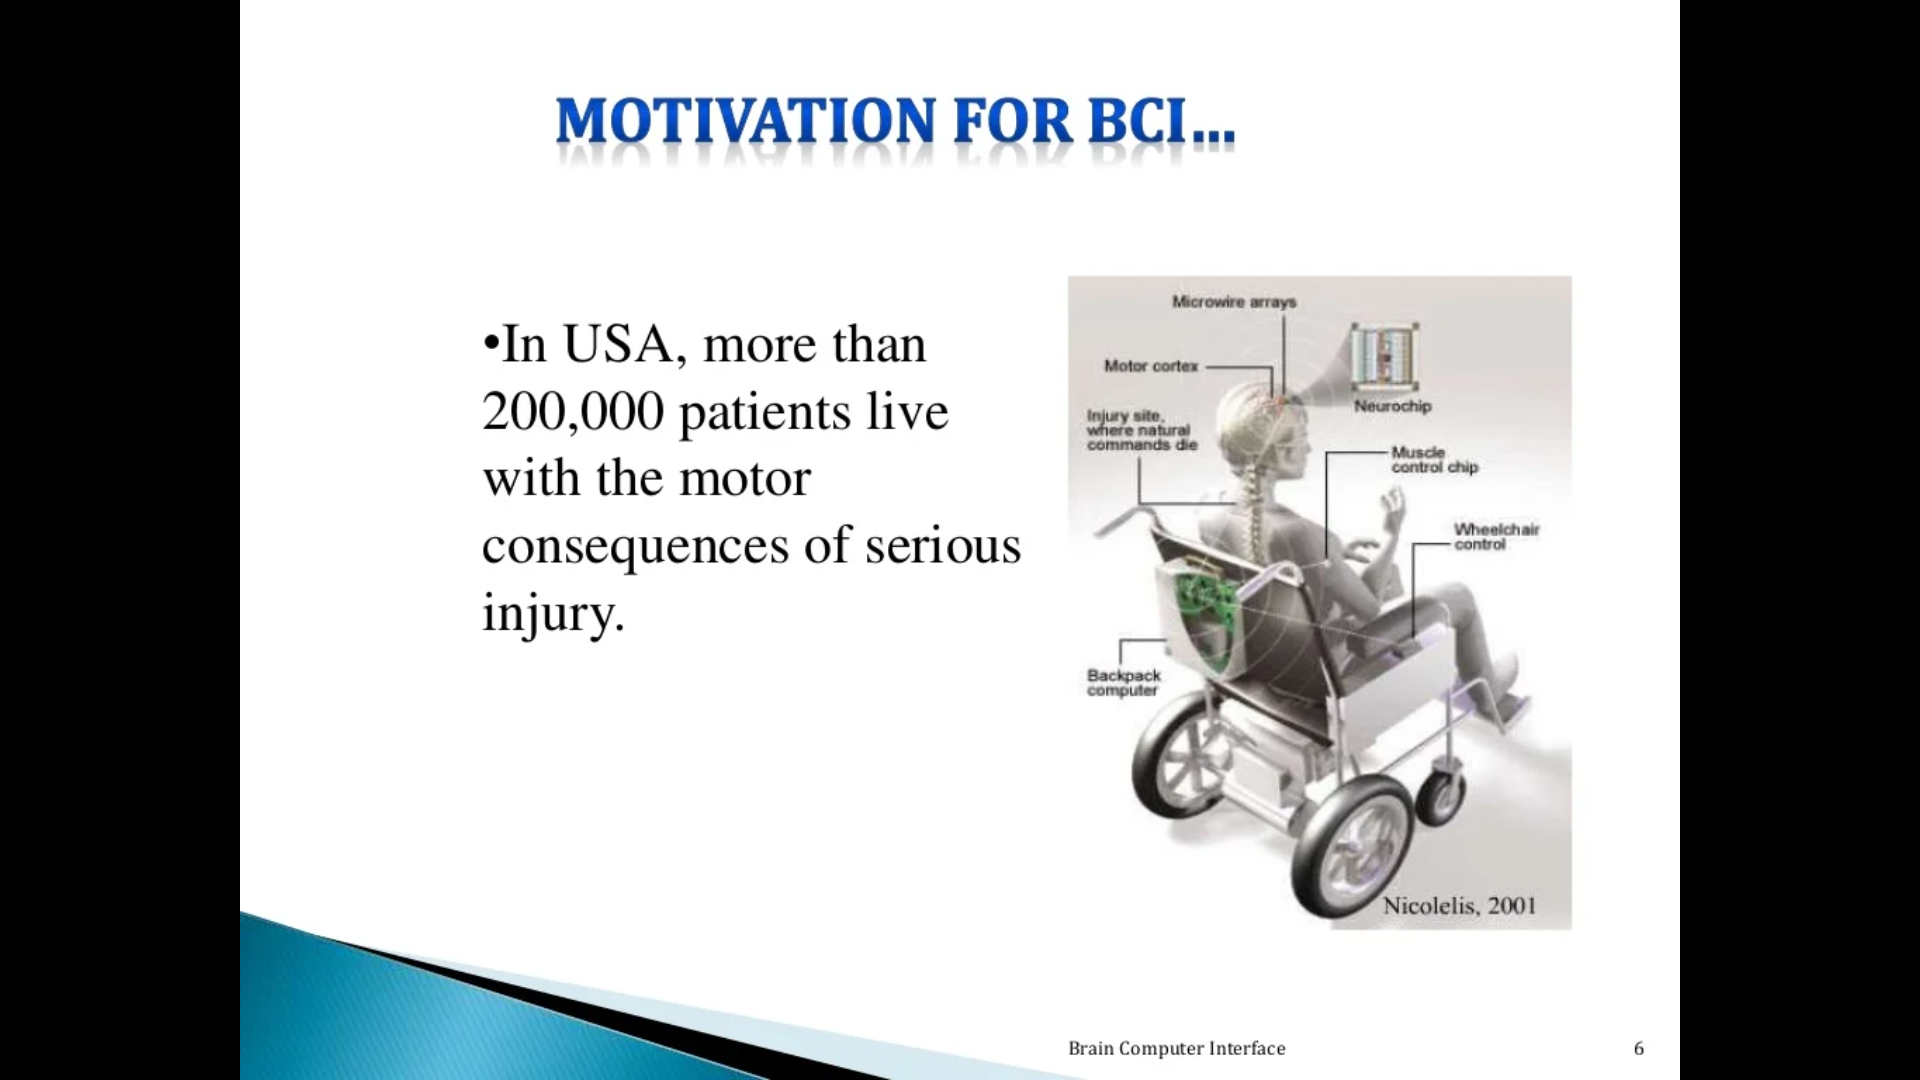 MOTIVATION FOR BCI...
•In USA, more than
200,000 patients live
with the motor
consequences of serious
injury.
Microwire arrays
Motor cortex
Neurochip
Injury site,
where natural
commands die
Muscle
control chip
Wheelchair
control
Backpack
computer
Nicolelis, 2001
Brain Computer Interface
6